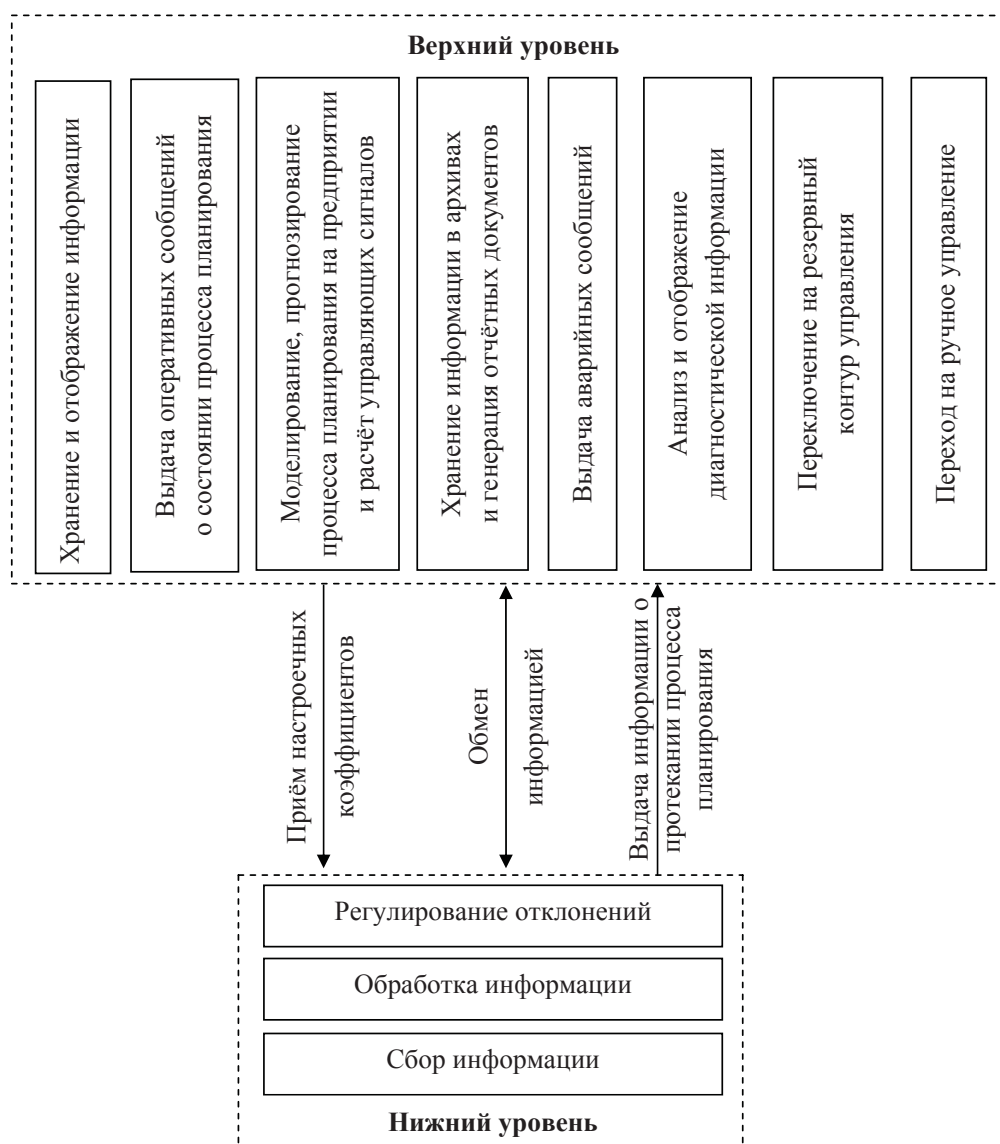 Верхний уровень
Хранение и отображение информации
Выдача оперативных сообщений
о состоянии процесса планирования
Моделирование, прогнозирование
процесса планирования на предприятии
и расчёт управляющих сигналов
Хранение информации в архивах
и генерация отчётных документов
Выдача аварийных сообщений
Анализ и отображение
диагностической информации
Переключение на резервный
контур управления
Переход на ручное управление
Приём настроечных
коэффициентов
Обмен
информацией
Выдача информации о
протекании процесса
планирования
Регулирование отклонений
Обработка информации
Сбор информации
Нижний уровень